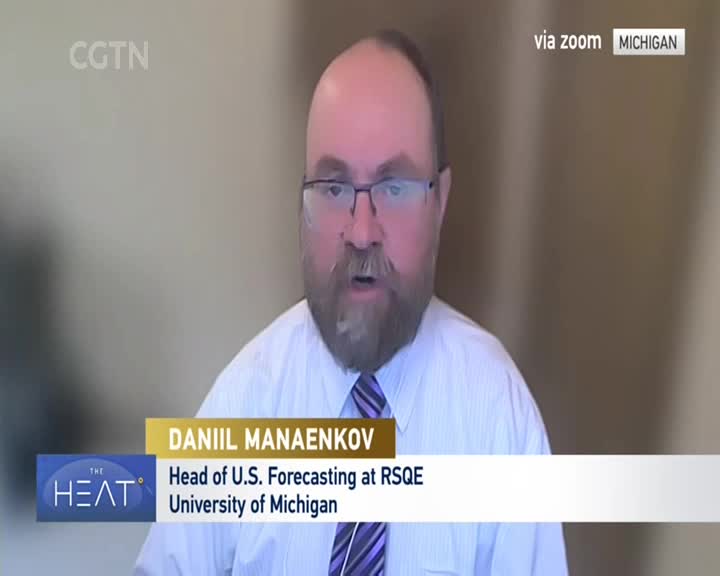 CGTN
via zoom
MICHIGAN
DANIIL MANAENKOV
THE
HEAT
Head of U.S. Forecasting at RSQE
University of Michigan